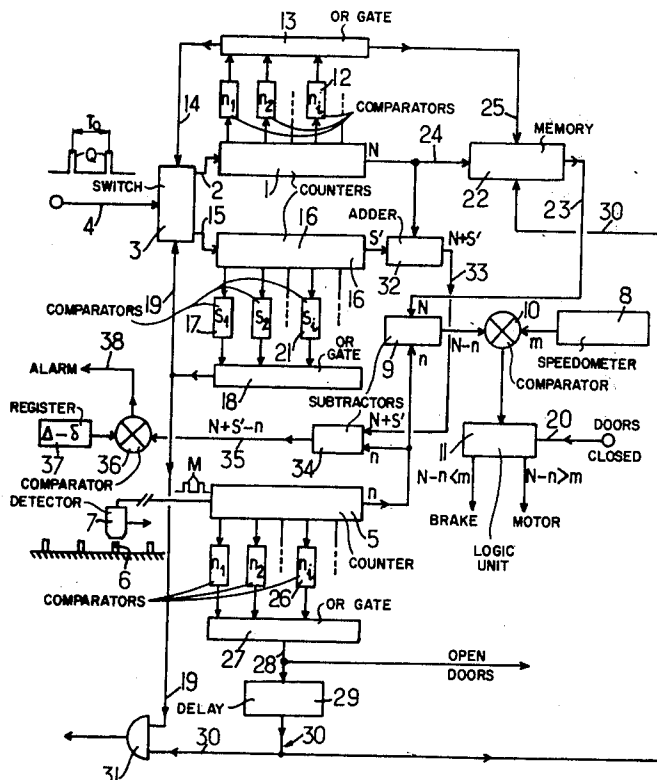 OR GATE
13
12
n₁
n₂
nᵢ
COMPARATORS
14
25
T₀
Q
SWITCH
2
N
24
MEMORY
1
22
COUNTERS
4
15
3
23
30
16
ADDER
S'
16
N+S'
32
33
19
COMPARATORS
10
8
S₁
S₂
Sᵢ
N
17
21
9
N-n
m
OR GATE
n
SPEEDOMETER
38
18
COMPARATOR
ALARM
SUBTRACTORS
REGISTER
N+S'
20
Δ-δ
N+S'-n
11
DOORS
CLOSED
37
36
35
34
n
N-n<m
N-n>m
COMPARATOR
M
DETECTOR
n
BRAKE
MOTOR
7
5
LOGIC
UNIT
6
COUNTER
n₁
n₂
nᵢ
COMPARATORS
26
OR GATE
27
28
OPEN
DOORS
DELAY
29
19
30
30
31